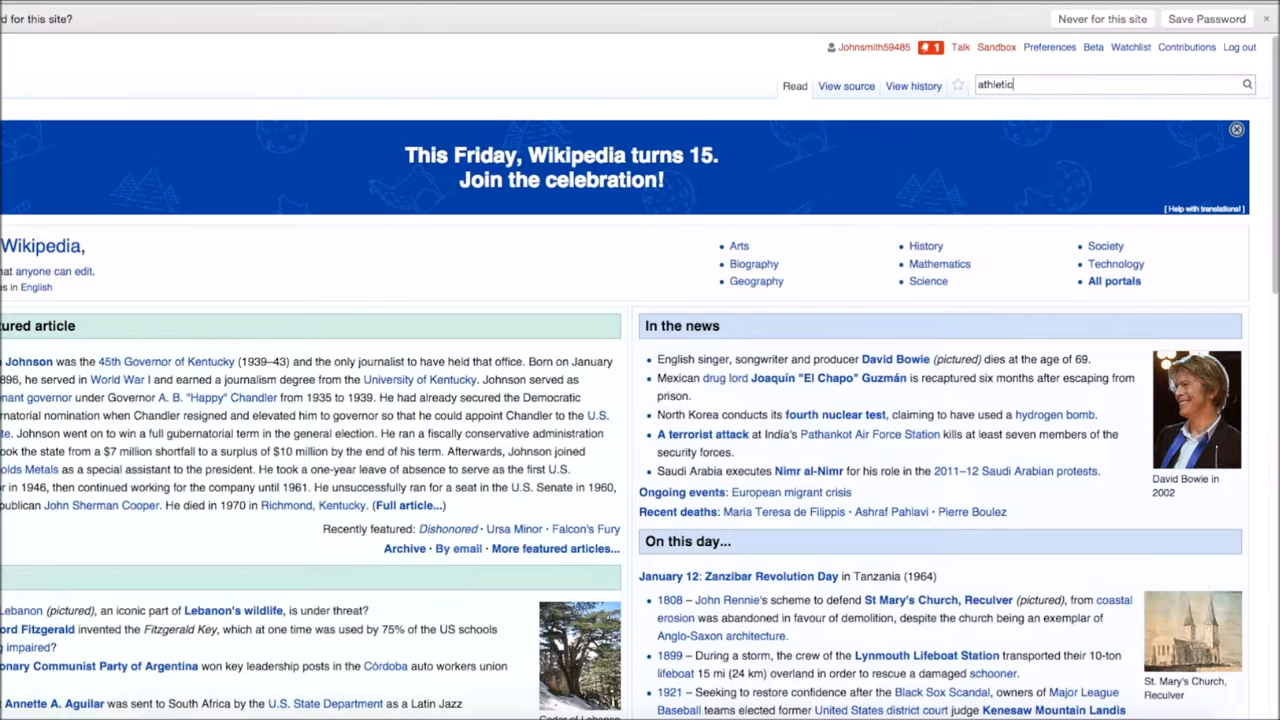 d for this site?
Never for this site
Save Password
×
Johnsmith59485 1 Talk Sandbox Preferences Beta Watchlist Contributions Log out
Read View source View history athletic
This Friday, Wikipedia turns 15.
Join the celebration!
[ Help with translations! ]
Wikipedia,
hat anyone can edit.
es in English
• Arts
• Biography
• Geography
• History
• Mathematics
• Science
• Society
• Technology
• All portals
ured article
Johnson was the 45th Governor of Kentucky (1939–43) and the only journalist to have held that office. Born on January
896, he served in World War I and earned a journalism degree from the University of Kentucky. Johnson served as
nant governor under Governor A. B. "Happy" Chandler from 1935 to 1939. He had already secured the Democratic
rnatorial nomination when Chandler resigned and elevated him to governor so that he could appoint Chandler to the U.S.
te. Johnson went on to win a full gubernatorial term in the general election. He ran a fiscally conservative administration
ook the state from a $7 million shortfall to a surplus of $10 million by the end of his term. Afterwards, Johnson joined
olds Metals as a special assistant to the president. He took a one-year leave of absence to serve as the first U.S.
r in 1946, then continued working for the company until 1961. He unsuccessfully ran for a seat in the U.S. Senate in 1960,
publican John Sherman Cooper. He died in 1970 in Richmond, Kentucky. (Full article...)
Recently featured: Dishonored · Ursa Minor · Falcon's Fury
Archive · By email · More featured articles...
Lebanon (pictured), an iconic part of Lebanon's wildlife, is under threat?
ord Fitzgerald invented the Fitzgerald Key, which at one time was used by 75% of the US schools
g impaired?
onary Communist Party of Argentina won key leadership posts in the Córdoba auto workers union
Annette A. Aguilar was sent to South Africa by the U.S. State Department as a Latin Jazz
Cedar of Lebanon
In the news
• English singer, songwriter and producer David Bowie (pictured) dies at the age of 69.
• Mexican drug lord Joaquín "El Chapo" Guzmán is recaptured six months after escaping from
prison.
• North Korea conducts its fourth nuclear test, claiming to have used a hydrogen bomb.
• A terrorist attack at India's Pathankot Air Force Station kills at least seven members of the
security forces.
• Saudi Arabia executes Nimr al-Nimr for his role in the 2011–12 Saudi Arabian protests.
Ongoing events: European migrant crisis
Recent deaths: Maria Teresa de Filippis · Ashraf Pahlavi · Pierre Boulez
David Bowie in
2002
On this day...
January 12: Zanzibar Revolution Day in Tanzania (1964)
• 1808 – John Rennie's scheme to defend St Mary's Church, Reculver (pictured), from coastal
erosion was abandoned in favour of demolition, despite the church being an exemplar of
Anglo-Saxon architecture.
• 1899 – During a storm, the crew of the Lynmouth Lifeboat Station transported their 10-ton
lifeboat 15 mi (24 km) overland in order to rescue a damaged schooner.
• 1921 – Seeking to restore confidence after the Black Sox Scandal, owners of Major League
Baseball teams elected former United States district court judge Kenesaw Mountain Landis
St. Mary's Church,
Reculver